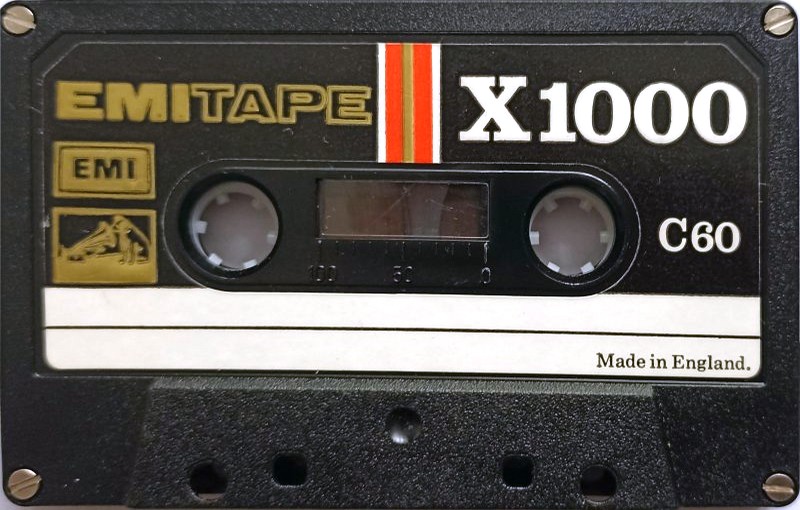 EMITAPE X1000
EMI
C60
100 50 0
Made in England.